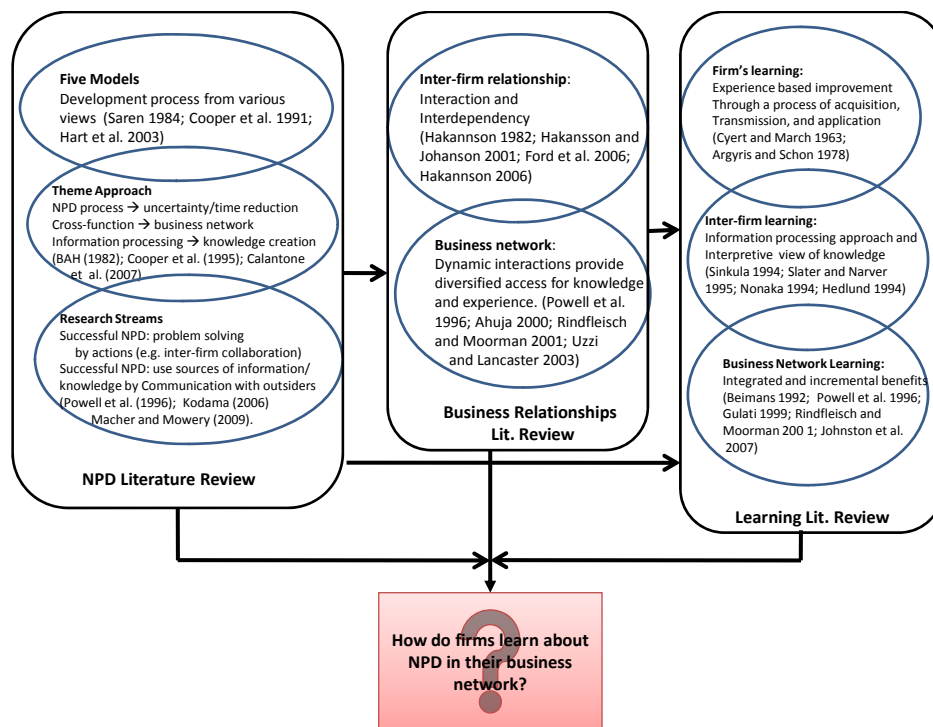 Five Models
Development process from various
views (Saren 1984; Cooper et al. 1991;
Hart et al. 2003)
Theme Approach
NPD process → uncertainty/time reduction
Cross-function → business network
Information processing → knowledge creation
(BAH (1982); Cooper et al. (1995); Calantone
et al. (2007)
Research Streams
Successful NPD: problem solving
by actions (e.g. inter-firm collaboration)
Successful NPD: use sources of information/
knowledge by Communication with outsiders
(Powell et al. (1996); Kodama (2006)
Macher and Mowery (2009).
NPD Literature Review
Inter-firm relationship:
Interaction and
Interdependency
(Hakannson 1982; Hakansson and
Johanson 2001; Ford et al. 2006;
Hakannson 2006)
Business network:
Dynamic interactions provide
diversified access for knowledge
and experience. (Powell et al.
1996; Ahuja 2000; Rindfleisch
and Moorman 2001; Uzzi
and Lancaster 2003)
Business Relationships
Lit. Review
Firm's learning:
Experience based improvement
Through a process of acquisition,
Transmission, and application
(Cyert and March 1963;
Argyris and Schon 1978)
Inter-firm learning:
Information processing approach and
Interpretive view of knowledge
(Sinkula 1994; Slater and Narver
1995; Nonaka 1994; Hedlund 1994)
Business Network Learning:
Integrated and incremental benefits
(Beimans 1992; Powell et al. 1996;
Gulati 1999; Rindfleisch and
Moorman 200 1; Johnston et al.
2007)
Learning Lit. Review
?
How do firms learn about
NPD in their business
network?